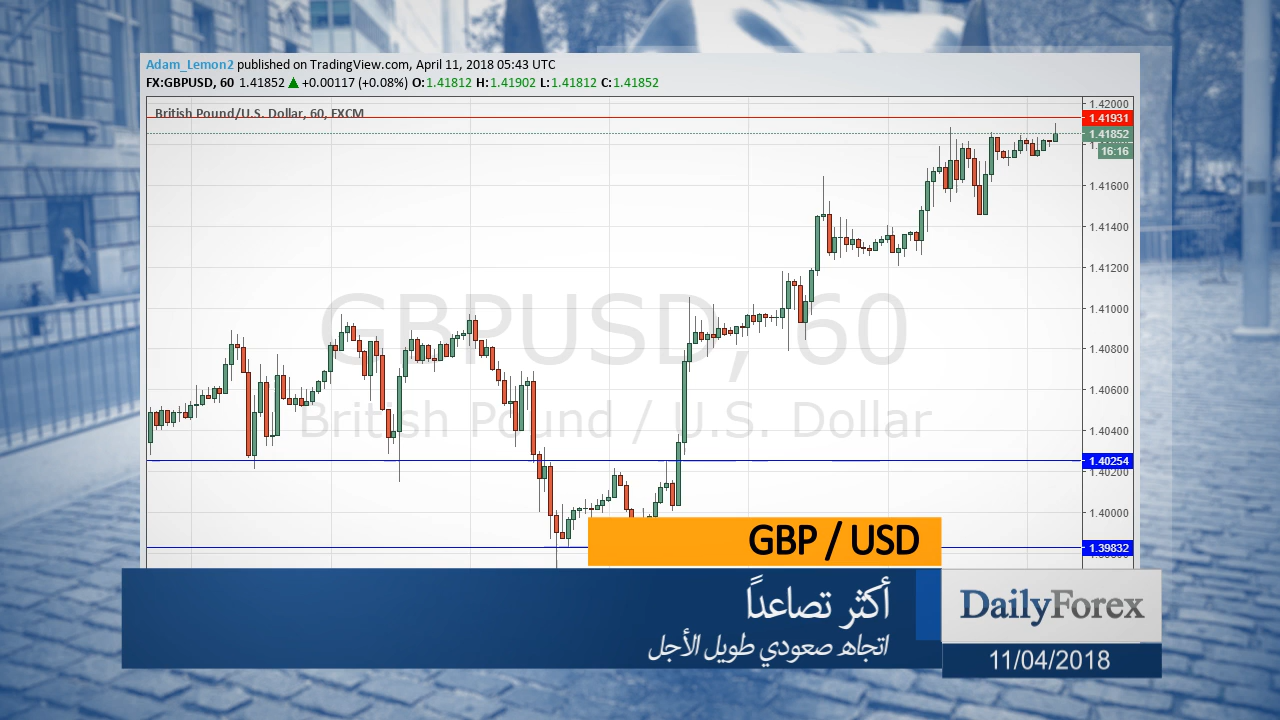 Adam_Lemon2 published on TradingView.com, April 11, 2018 05:43 UTC
FX:GBPUSD, 60 1.41852 ▲ +0.00117 (+0.08%) O:1.41812 H:1.41902 L:1.41812 C:1.41852
British Pound/U.S. Dollar, 60, FXCM
1.42000
1.41931
1.41852
16:16
1.41600
1.41400
1.41200
1.41000
1.40800
1.40600
1.40400
1.40254
1.40200
1.40000
1.39832
GBPUSD, 60
British Pound / U.S. Dollar
GBP / USD
أكثر تصاعداً
اتجاه صعودي طويل الأجل
DailyForex
11/04/2018